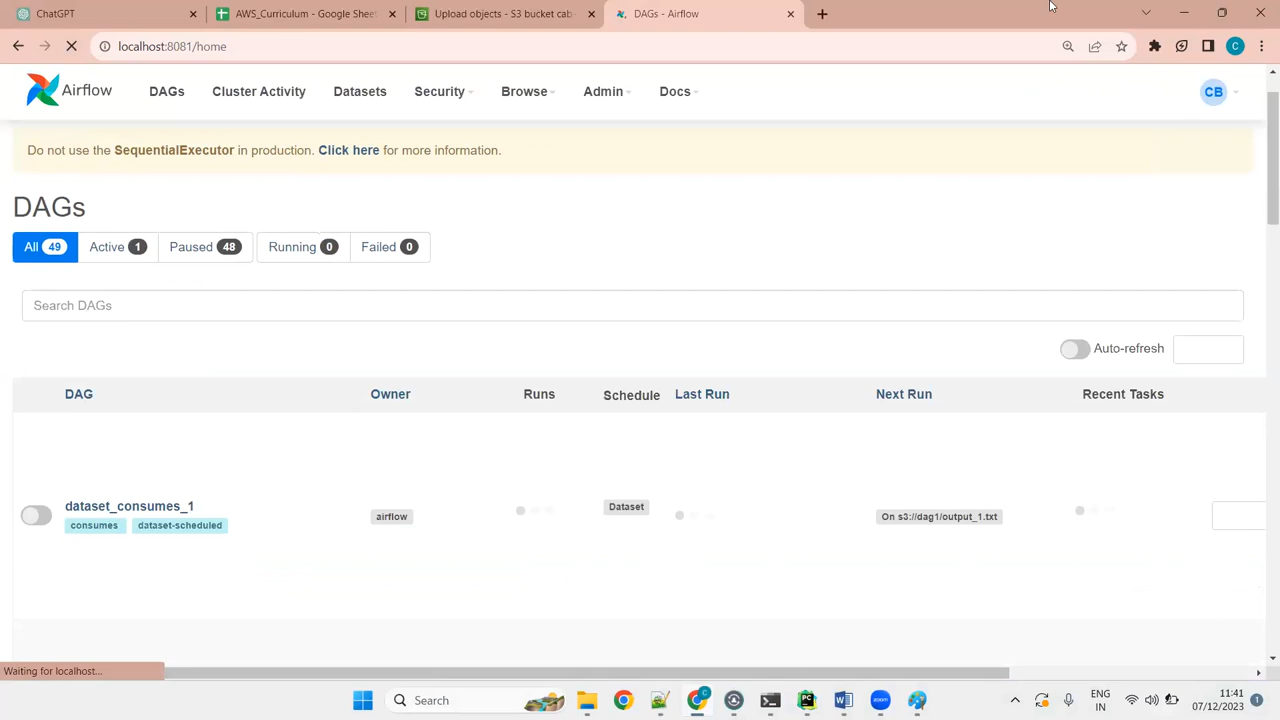 ChatGPT
AWS_Curriculum - Google Sheet
Upload objects - S3 bucket cab
DAGs - Airflow
localhost:8081/home
C
Airflow
DAGs
Cluster Activity
Datasets
Security
Browse
Admin
Docs
CB
Do not use the SequentialExecutor in production. Click here for more information.
DAGs
All 49
Active 1
Paused 48
Running 0
Failed 0
Search DAGs
Auto-refresh
DAG
Owner
Runs
Schedule
Last Run
Next Run
Recent Tasks
dataset_consumes_1
consumes
dataset-scheduled
airflow
Dataset
On s3://dag1/output_1.txt
Waiting for localhost...
Search
C
PC
W
ENG
IN
11:41
07/12/2023
1